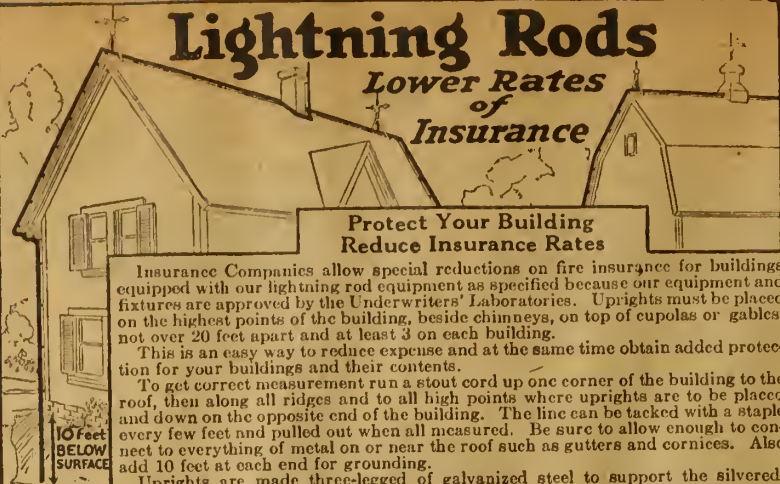 Lightning Rods
Lower Rates
of
Insurance
Protect Your Building
Reduce Insurance Rates
Insurance Companies allow special reductions on fire insurance for buildings
equipped with our lightning rod equipment as specified because our equipment and
fixtures are approved by the Underwriters' Laboratories. Uprights must be placed
on the highest points of the building, beside chimneys, on top of cupolas or gables,
not over 20 feet apart and at least 3 on each building.
This is an easy way to reduce expense and at the same time obtain added protec-
tion for your buildings and their contents.
To get correct measurement run a stout cord up one corner of the building to the
roof, then along all ridges and to all high points where uprights are to be placed
and down on the opposite end of the building. The line can be tacked with a staple
every few feet and pulled out when all measured. Be sure to allow enough to con-
nect to everything of metal on or near the roof such as gutters and cornices. Also
add 10 feet at each end for grounding.
Uprights are made three-legged of galvanized steel to support the silvered
10 feet
BELOW
SURFACE